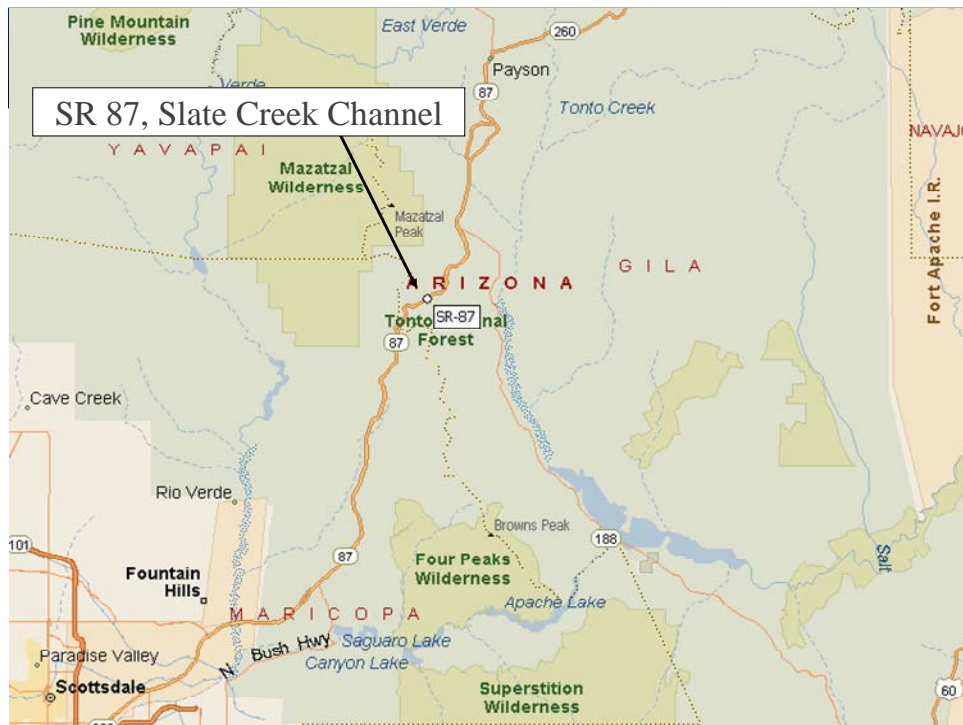 Pine Mountain
Wilderness
East Verde
260
Payson
Verde
87
Tonto Creek
SR 87, Slate Creek Channel
NAVAJO
YAVAPAI
Mazatzal
Wilderness
Mazatzal
Peak
Fort Apache I.R.
GILA
ARIZONA
SR-87
Forest
87
Cave Creek
Rio Verde
Browns Peak
101
188
87
Salt
Four Peaks
Wilderness
Fountain
Hills
Apache Lake
MARICOPA
Saguaro Lake
N Bush Hwy
Canyon Lake
Paradise Valley
Scottsdale
Superstition
Wilderness
60